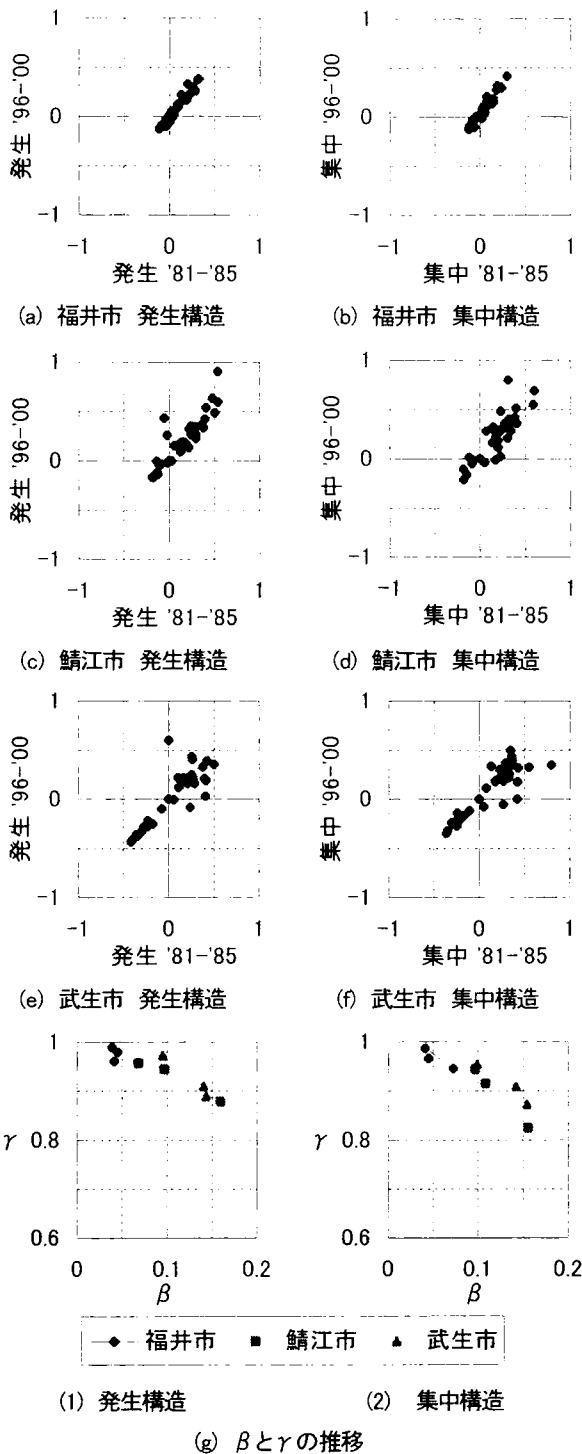 1
発生 '96-'00
0
-1
-1 0 1
発生 '81-'85
(a) 福井市 発生構造
1
集中 '96-'00
0
-1
-1 0 1
集中 '81-'85
(b) 福井市 集中構造
1
発生 '96-'00
0
-1
-1 0 1
発生 '81-'85
(c) 鯖江市 発生構造
1
集中 '96-'00
0
-1
-1 0 1
集中 '81-'85
(d) 鯖江市 集中構造
1
発生 '96-'00
0
-1
-1 0 1
発生 '81-'85
(e) 武生市 発生構造
1
集中 '96-'00
0
-1
-1 0 1
集中 '81-'85
(f) 武生市 集中構造
1
γ 0.8
0.6
0 0.1 0.2
β
1
γ 0.8
0.6
0 0.1 0.2
β
福井市 鯖江市 武生市
(1) 発生構造
(2) 集中構造
(g) βとγの推移